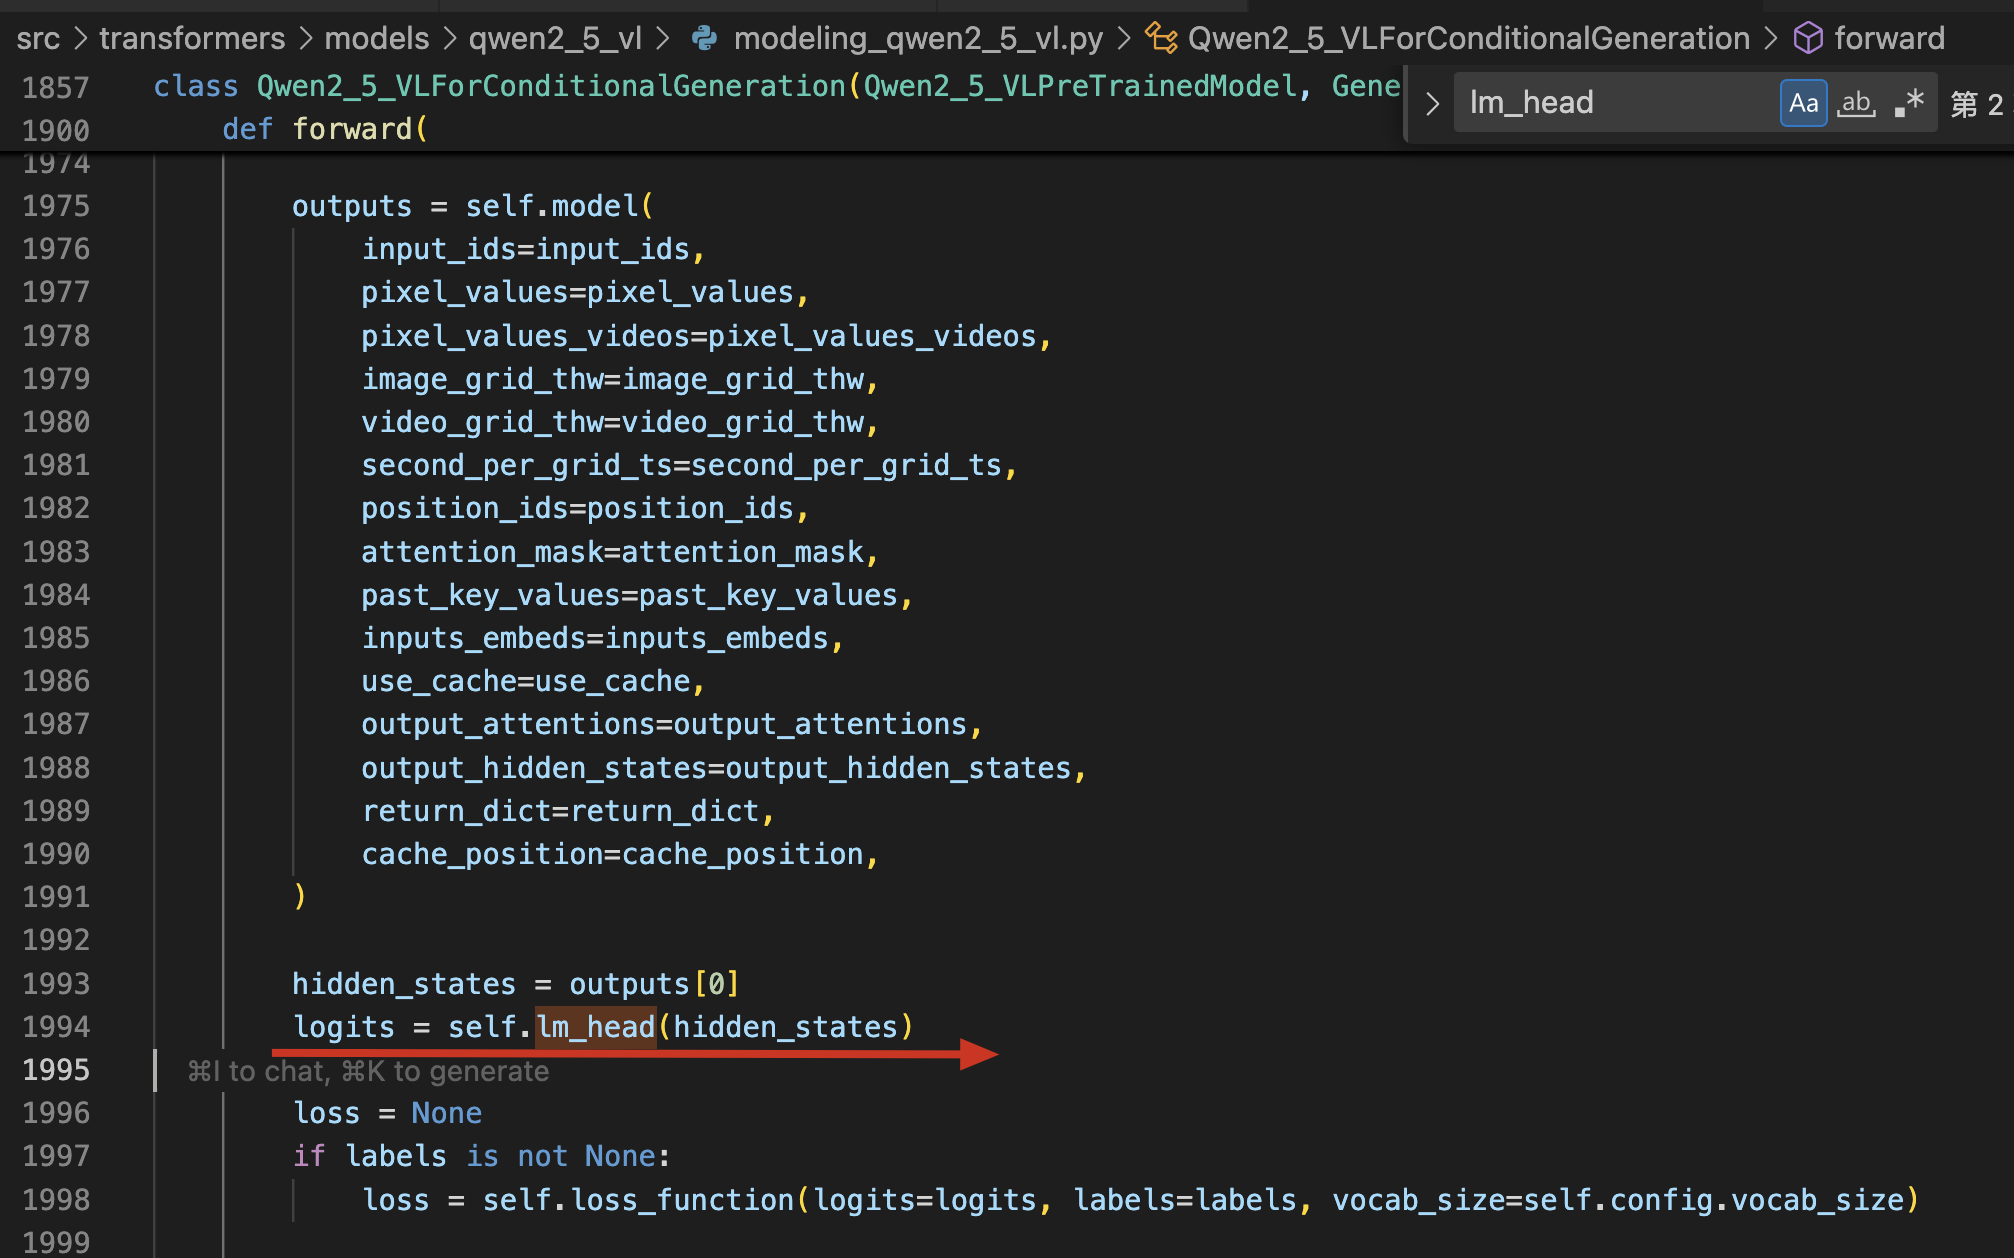 src > transformers > models > qwen2_5_vl > modeling_qwen2_5_vl.py > Qwen2_5_VLForConditionalGeneration > forward
1857 class Qwen2_5_VLForConditionalGeneration(Qwen2_5_VLPreTrainedModel, Gene
lm_head Aa ab .* 第 2
1900 def forward(
1974
1975 outputs = self.model(
1976 input_ids=input_ids,
1977 pixel_values=pixel_values,
1978 pixel_values_videos=pixel_values_videos,
1979 image_grid_thw=image_grid_thw,
1980 video_grid_thw=video_grid_thw,
1981 second_per_grid_ts=second_per_grid_ts,
1982 position_ids=position_ids,
1983 attention_mask=attention_mask,
1984 past_key_values=past_key_values,
1985 inputs_embeds=inputs_embeds,
1986 use_cache=use_cache,
1987 output_attentions=output_attentions,
1988 output_hidden_states=output_hidden_states,
1989 return_dict=return_dict,
1990 cache_position=cache_position,
1991 )
1992
1993 hidden_states = outputs[0]
1994 logits = self.lm_head(hidden_states)
1995 ⌘I to chat, ⌘K to generate
1996 loss = None
1997 if labels is not None:
1998 loss = self.loss_function(logits=logits, labels=labels, vocab_size=self.config.vocab_size)
1999